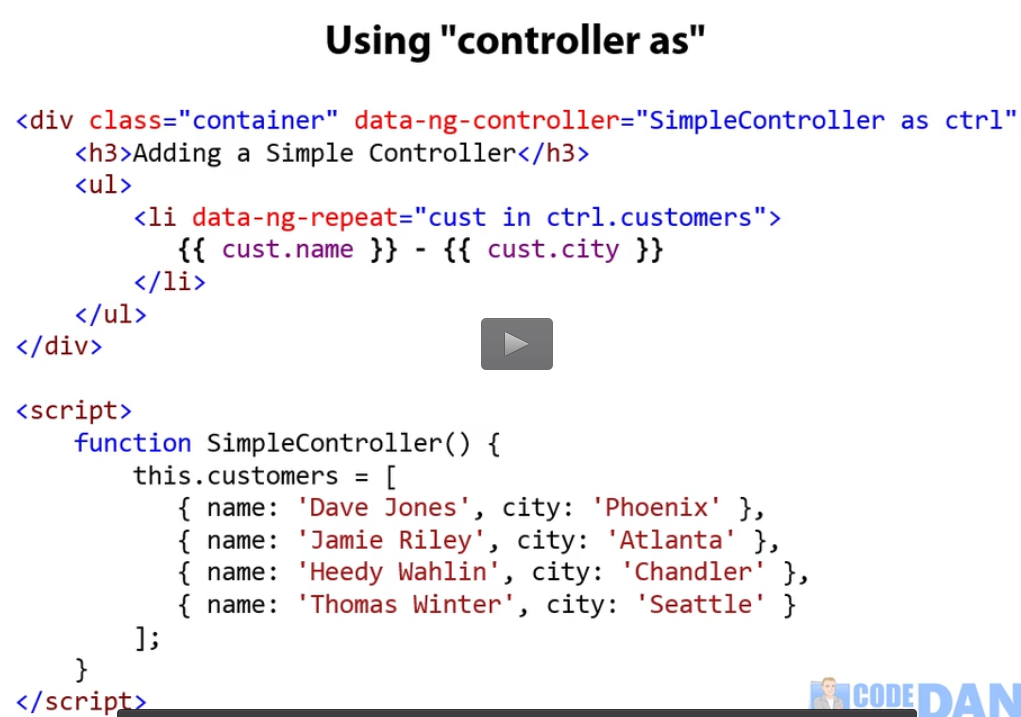 Using "controller as"
<div class="container" data-ng-controller="SimpleController as ctrl"
<h3>Adding a Simple Controller</h3>
<ul>
<li data-ng-repeat="cust in ctrl.customers">
{{ cust.name }} - {{ cust.city }}
</li>
</ul>
</div>
<script>
function SimpleController() {
this.customers = [
{ name: 'Dave Jones', city: 'Phoenix' },
{ name: 'Jamie Riley', city: 'Atlanta' },
{ name: 'Heedy Wahlin', city: 'Chandler' },
{ name: 'Thomas Winter', city: 'Seattle' }
];
}
</script>
CODE DAN